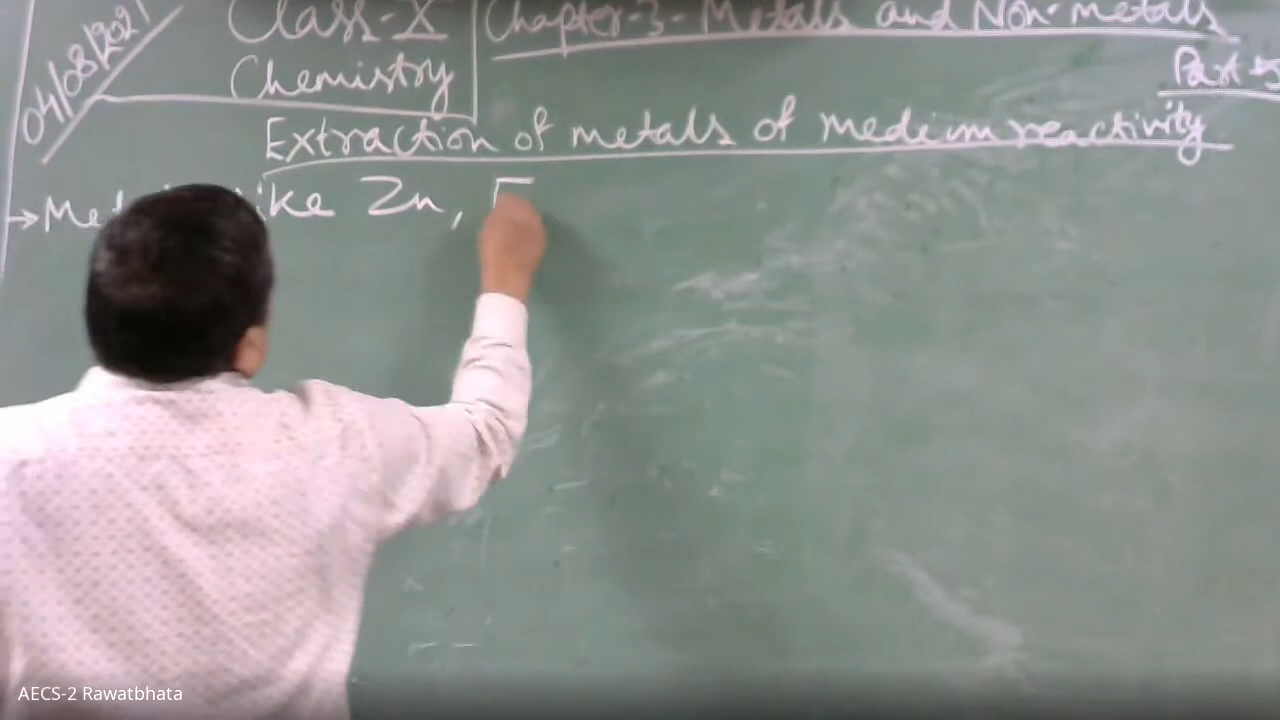 04/08/2021
Class-X
Chemistry
Chapter-3-Metals and Non-metals
Part-5
Extraction of metals of medium reactivity
→ like Zn,
AECS-2 Rawatbhata